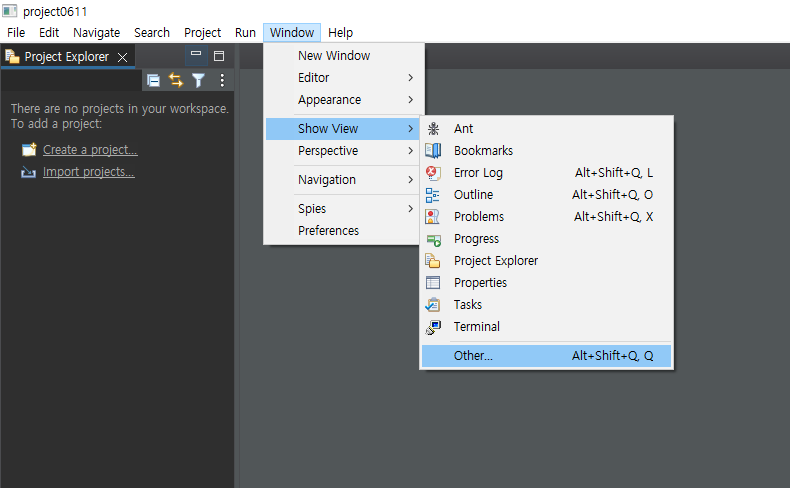 project0611
File Edit Navigate Search Project Run Window Help
Project Explorer
There are no projects in your workspace.
To add a project:
Create a project...
Import projects...
New Window
Editor
Appearance
Show View
Perspective
Navigation
Spies
Preferences
Ant
Bookmarks
Error Log Alt+Shift+Q, L
Outline Alt+Shift+Q, O
Problems Alt+Shift+Q, X
Progress
Project Explorer
Properties
Tasks
Terminal
Other... Alt+Shift+Q, Q